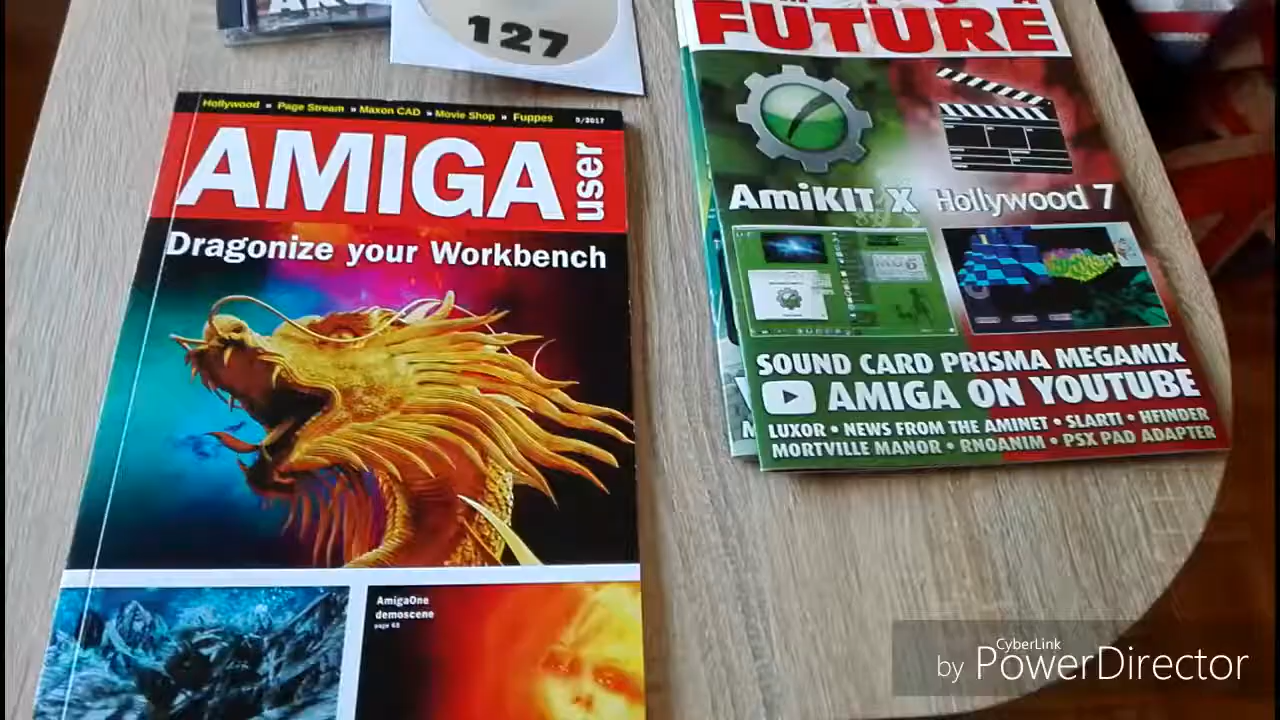 127
Hollywood » Page Stream » Maxon CAD » Movie Shop » Fuppes 5/2017
AMIGA
user
Dragonize your Workbench
AmigaOne
demoscene
page 68
FUTURE
AmiKIT X Hollywood 7
SOUND CARD PRISMA MEGAMIX
AMIGA ON YOUTUBE
LUXOR • NEWS FROM THE AMINET • SLARTI • HFINDER
MORTVILLE MANOR • RNOANIM • PSX PAD ADAPTER
CyberLink
by PowerDirector